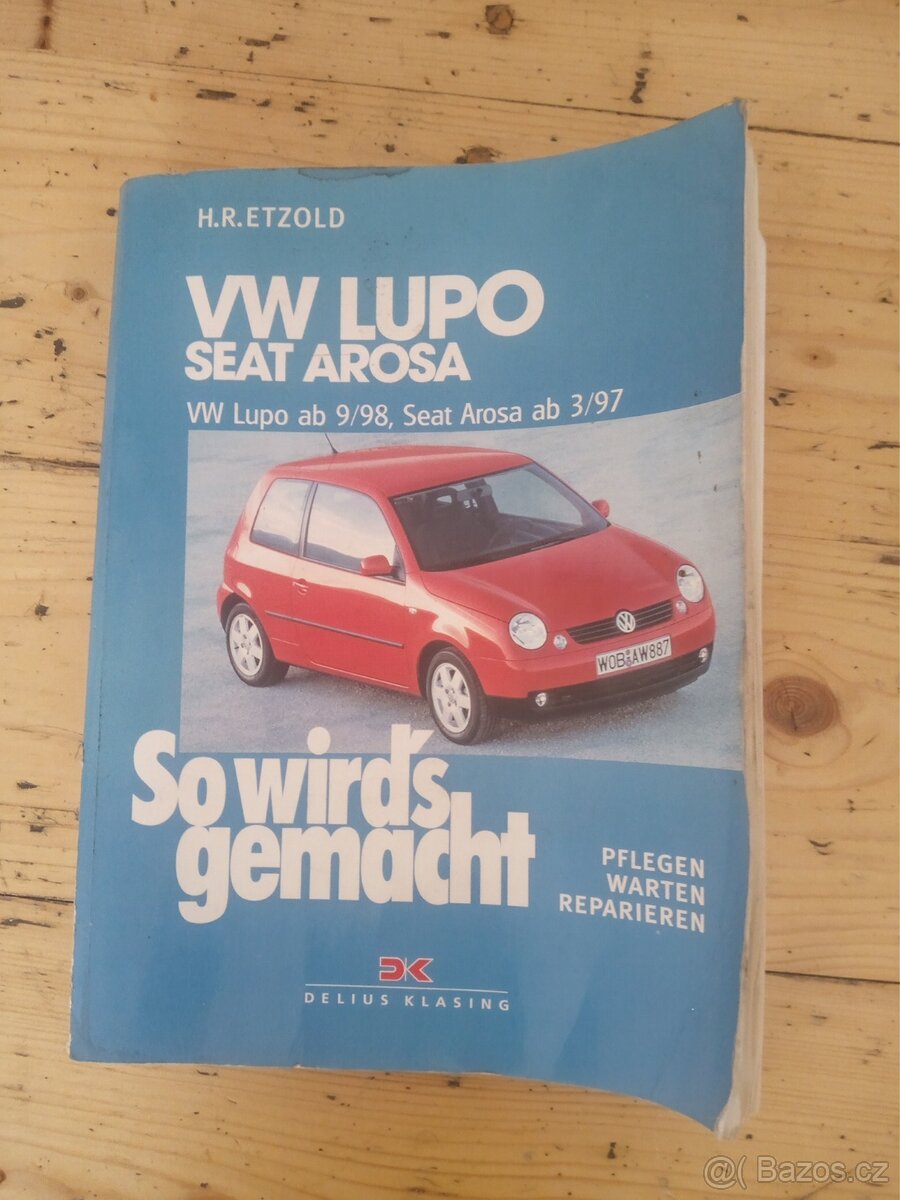 H.R.ETZOLD
VW LUPO
SEAT AROSA
VW Lupo ab 9/98, Seat Arosa ab 3/97
WOB AW887
So wird's
gemacht
PFLEGEN
WARTEN
REPARIEREN
DK
DELIUS KLASING
@( Bazos.cz